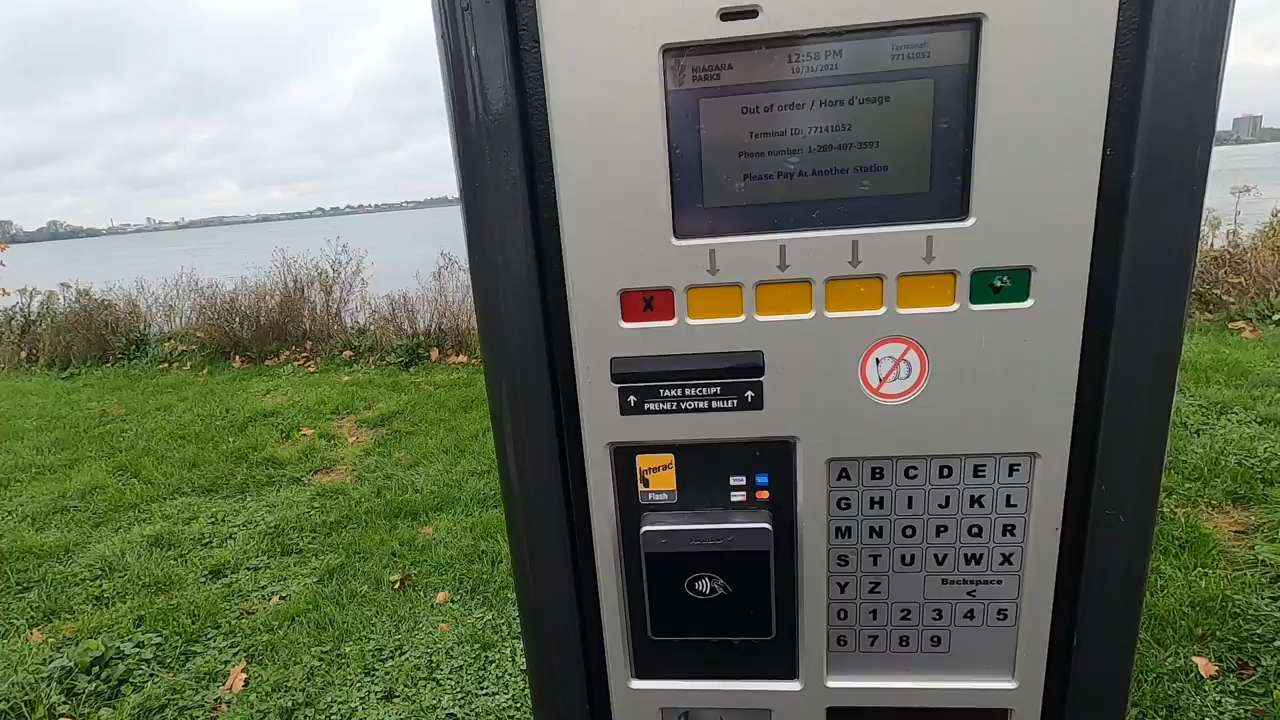 NIAGARA
PARKS
12:58 PM
10/31/2021
Terminal:
77141052
Out of order / Hors d'usage
Terminal ID: 77141052
Phone number: 1-289-407-3593
Please Pay At Another Station
X
TAKE RECEIPT
PRENEZ VOTRE BILLET
Interac
Flash
VISA
A B C D E F
G H I J K L
M N O P Q R
S T U V W X
Y Z Backspace <
0 1 2 3 4 5
6 7 8 9